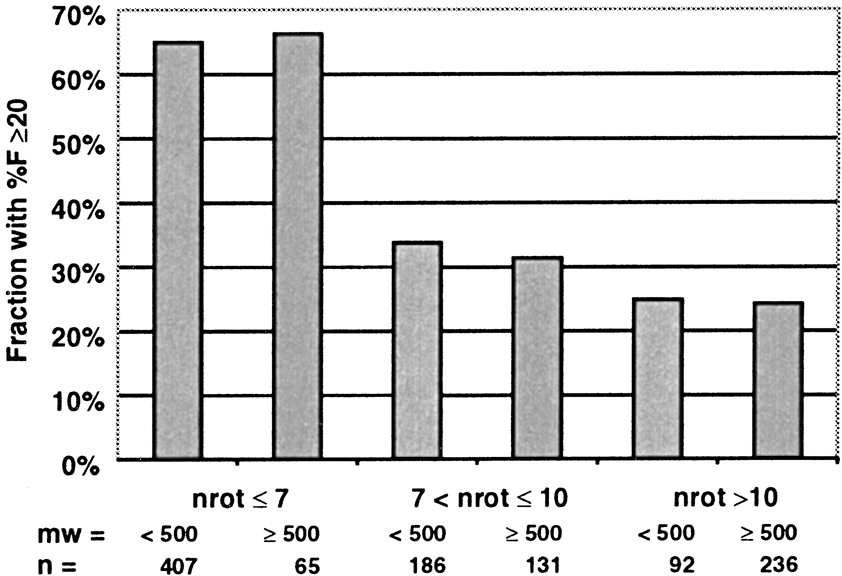 70%
60%
50%
40%
30%
20%
10%
0%
Fraction with %F ≥20
nrot ≤ 7 7 < nrot ≤ 10 nrot >10
mw = < 500 ≥ 500 < 500 ≥ 500 < 500 ≥ 500
n = 407 65 186 131 92 236